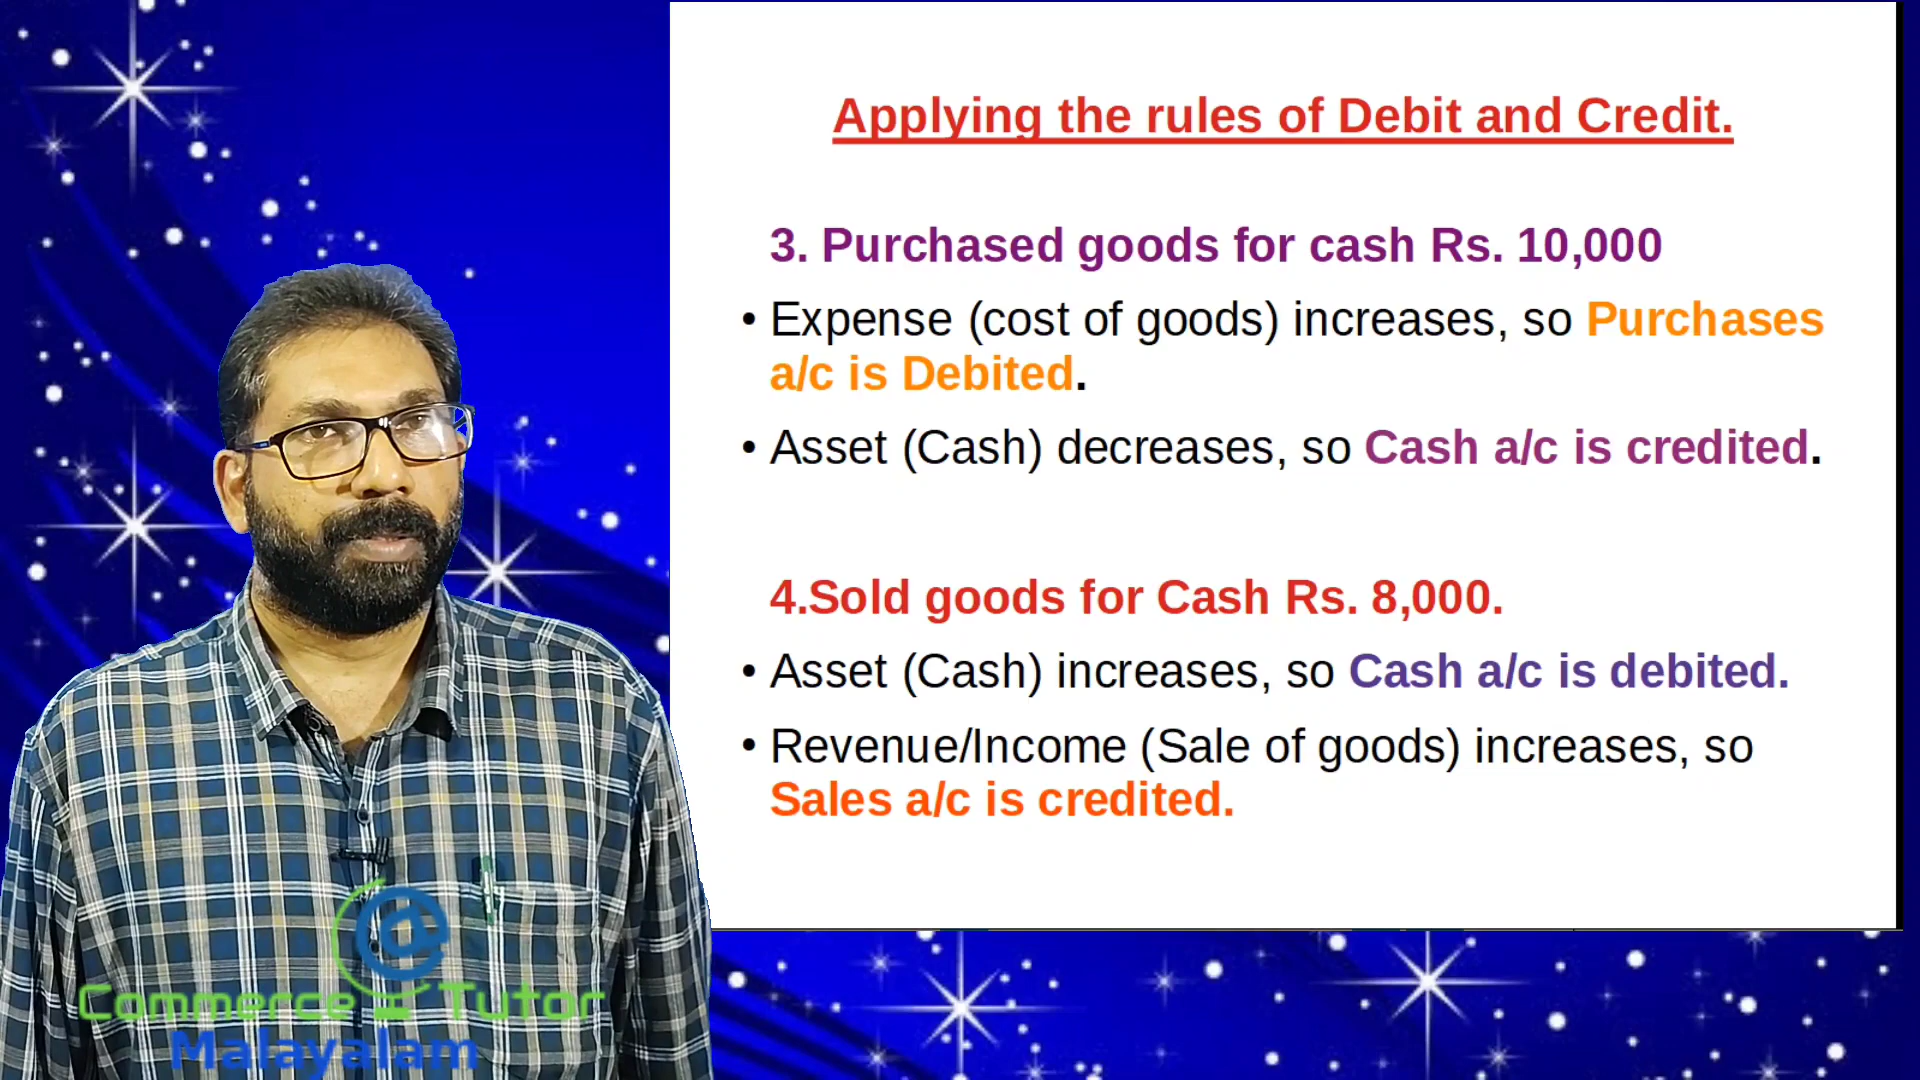 Applying the rules of Debit and Credit.
3. Purchased goods for cash Rs. 10,000
• Expense (cost of goods) increases, so Purchases
a/c is Debited.
• Asset (Cash) decreases, so Cash a/c is credited.
4.Sold goods for Cash Rs. 8,000.
• Asset (Cash) increases, so Cash a/c is debited.
• Revenue/Income (Sale of goods) increases, so
Sales a/c is credited.
@
Commerce Tutor
Malayalam